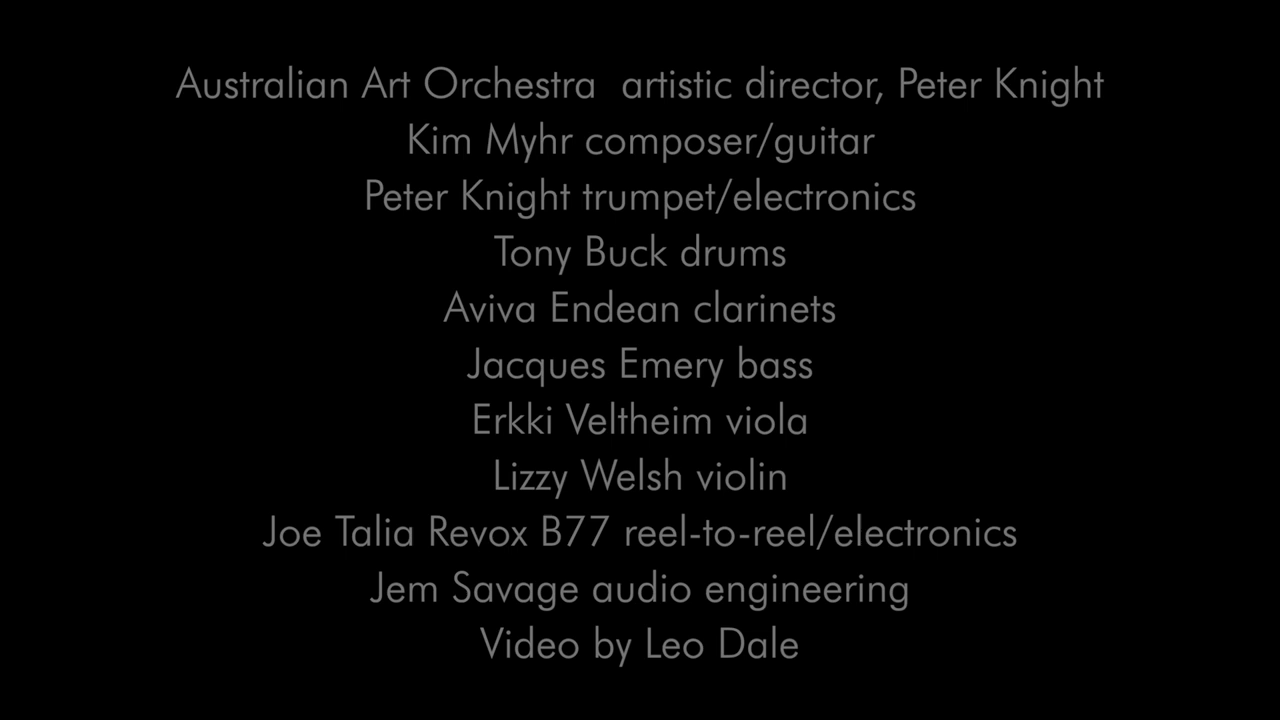 Australian Art Orchestra  artistic director, Peter Knight
Kim Myhr composer/guitar
Peter Knight trumpet/electronics
Tony Buck drums
Aviva Endean clarinets
Jacques Emery bass
Erkki Veltheim viola
Lizzy Welsh violin
Joe Talia Revox B77 reel-to-reel/electronics
Jem Savage audio engineering
Video by Leo Dale